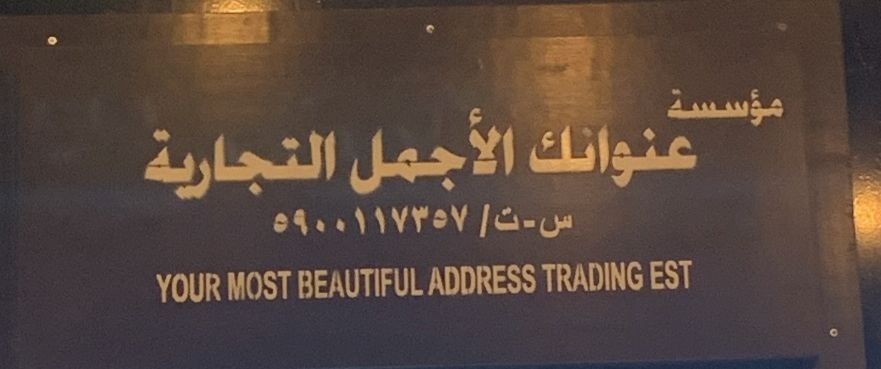 مؤسسة
عنوانك الأجمل التجارية
س-ت/ ٥٩٠٠١١٧٣٥٧
YOUR MOST BEAUTIFUL ADDRESS TRADING EST